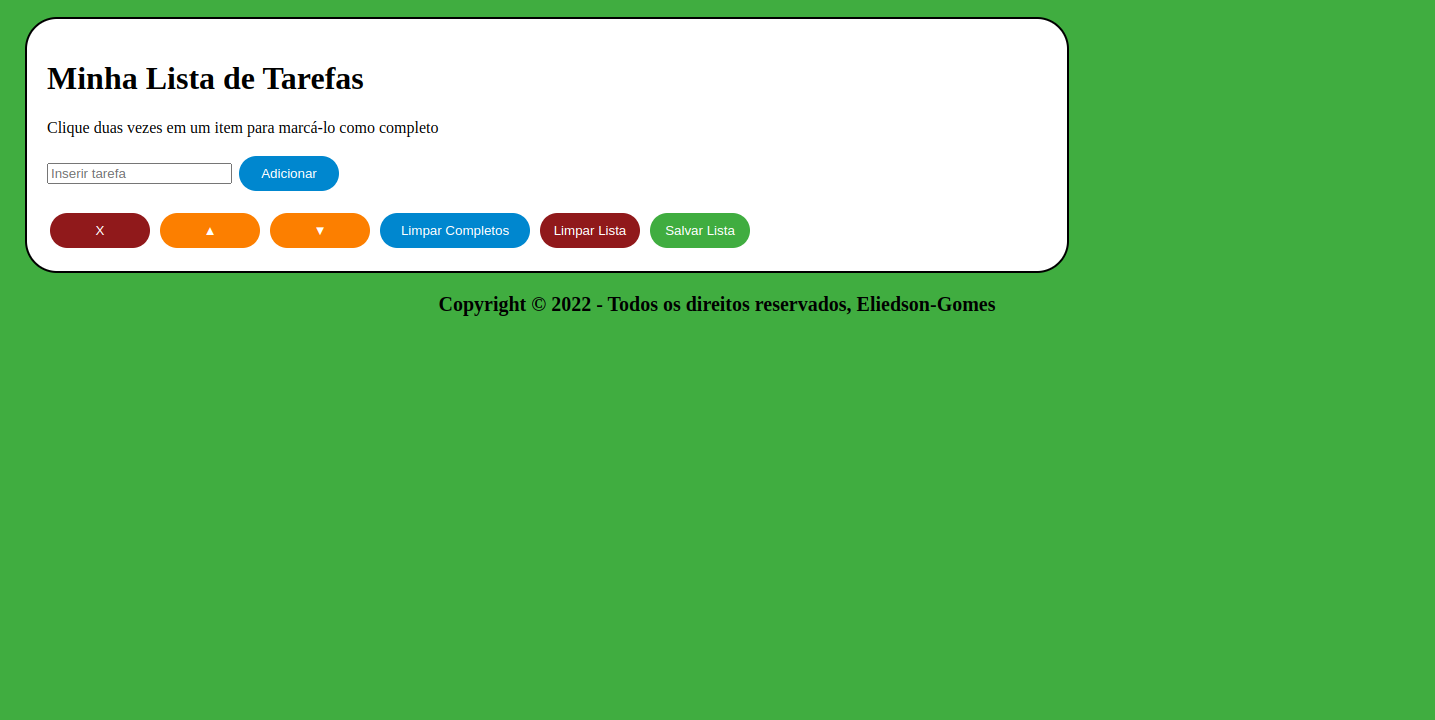 Minha Lista de Tarefas
Clique duas vezes em um item para marcá-lo como completo
Inserir tarefa Adicionar
X ▲ ▼ Limpar Completos Limpar Lista Salvar Lista
Copyright © 2022 - Todos os direitos reservados, Eliedson-Gomes